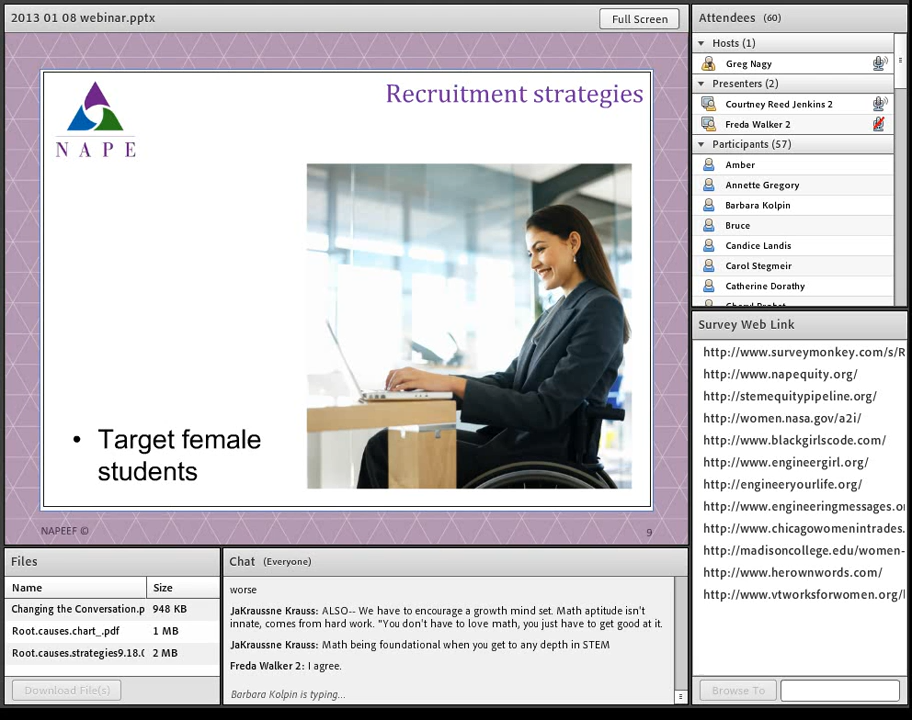 2013 01 08 webinar.pptx
Full Screen
Recruitment strategies
NAPE
• Target female
students
NAPEEF ©
9
Attendees (60)
Hosts (1)
Greg Nagy
Presenters (2)
Courtney Reed Jenkins 2
Freda Walker 2
Participants (57)
Amber
Annette Gregory
Barbara Kolpin
Bruce
Candice Landis
Carol Stegmeir
Catherine Dorathy
Survey Web Link
http://www.surveymonkey.com/s/R
http://www.napequity.org/
http://stemequitypipeline.org/
http://women.nasa.gov/a2i/
http://www.blackgirlscode.com/
http://www.engineergirl.org/
http://engineeryourlife.org/
http://www.engineeringmessages.o
http://www.chicagowomenintrades.
http://madisoncollege.edu/women-
http://www.herownwords.com/
http://www.vtworksforwomen.org/
Browse To
Files
Name Size
Changing the Conversation.p 948 KB
Root.causes.chart_.pdf 1 MB
Root.causes.strategies9.18.( 2 MB
Download File(s)
Chat (Everyone)
worse
JaKraussne Krauss: ALSO-- We have to encourage a growth mind set. Math aptitude isn't
innate, comes from hard work. "You don't have to love math, you just have to get good at it.
JaKraussne Krauss: Math being foundational when you get to any depth in STEM
Freda Walker 2: I agree.
Barbara Kolpin is typing...